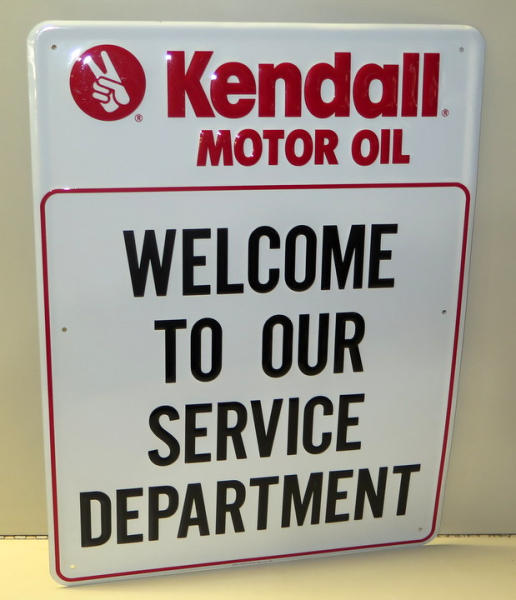 Kendall®
MOTOR OIL
WELCOME
TO OUR
SERVICE
DEPARTMENT